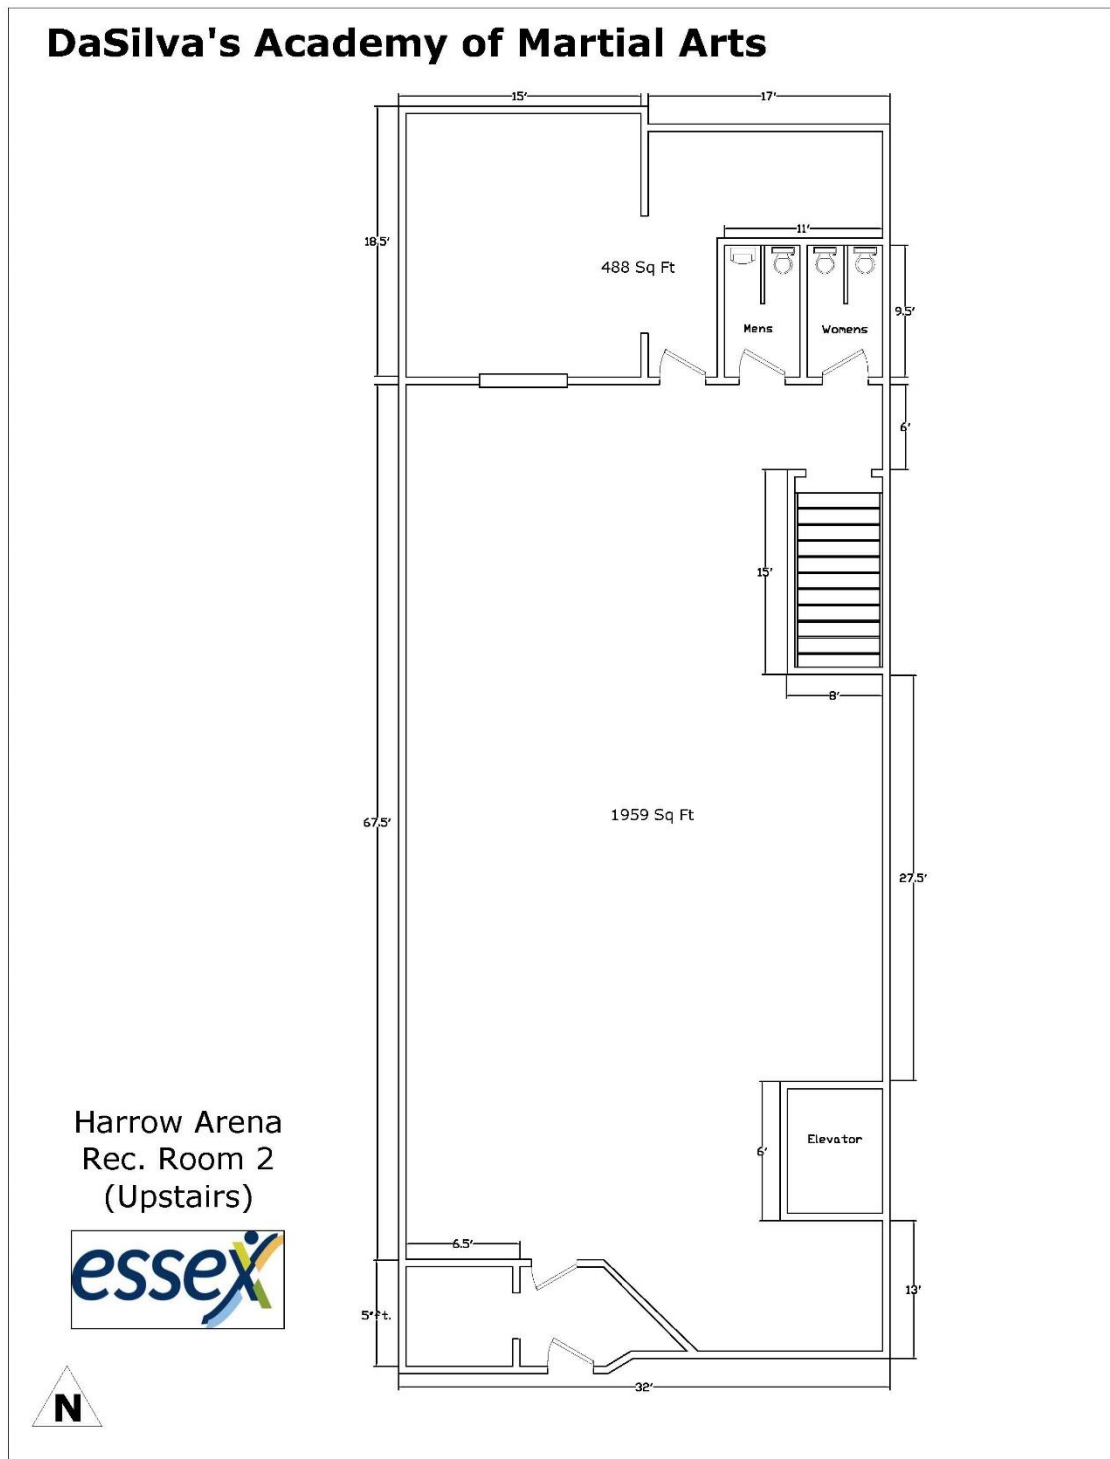 DaSilva's Academy of Martial Arts
15'
17'
18.5'
11'
488 Sq Ft
9.5'
Mens
Womens
6'
15'
8'
1959 Sq Ft
67.5'
27.5'
Harrow Arena
Rec. Room 2
(Upstairs)
essex
Elevator
6'
6.5'
13'
5' ft.
32'
N